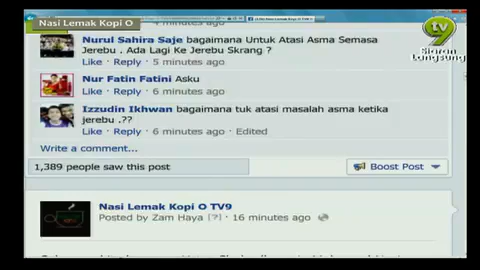 Nasi Lemak Kopi O
tv9
Siaran
Langsung
Nurul Sahira Saje bagaimana Untuk Atasi Asma Semasa
Jerebu . Ada Lagi Ke Jerebu Skrang ?
Like · Reply · 5 minutes ago
Nur Fatin Fatini Asku
Like · Reply · 6 minutes ago
Izzudin Ikhwan bagaimana tuk atasi masalah asma ketika
jerebu .??
Like · Reply · 6 minutes ago · Edited
Write a comment...
1,389 people saw this post
Boost Post
Nasi Lemak Kopi O TV9
Posted by Zam Haya [?] · 16 minutes ago